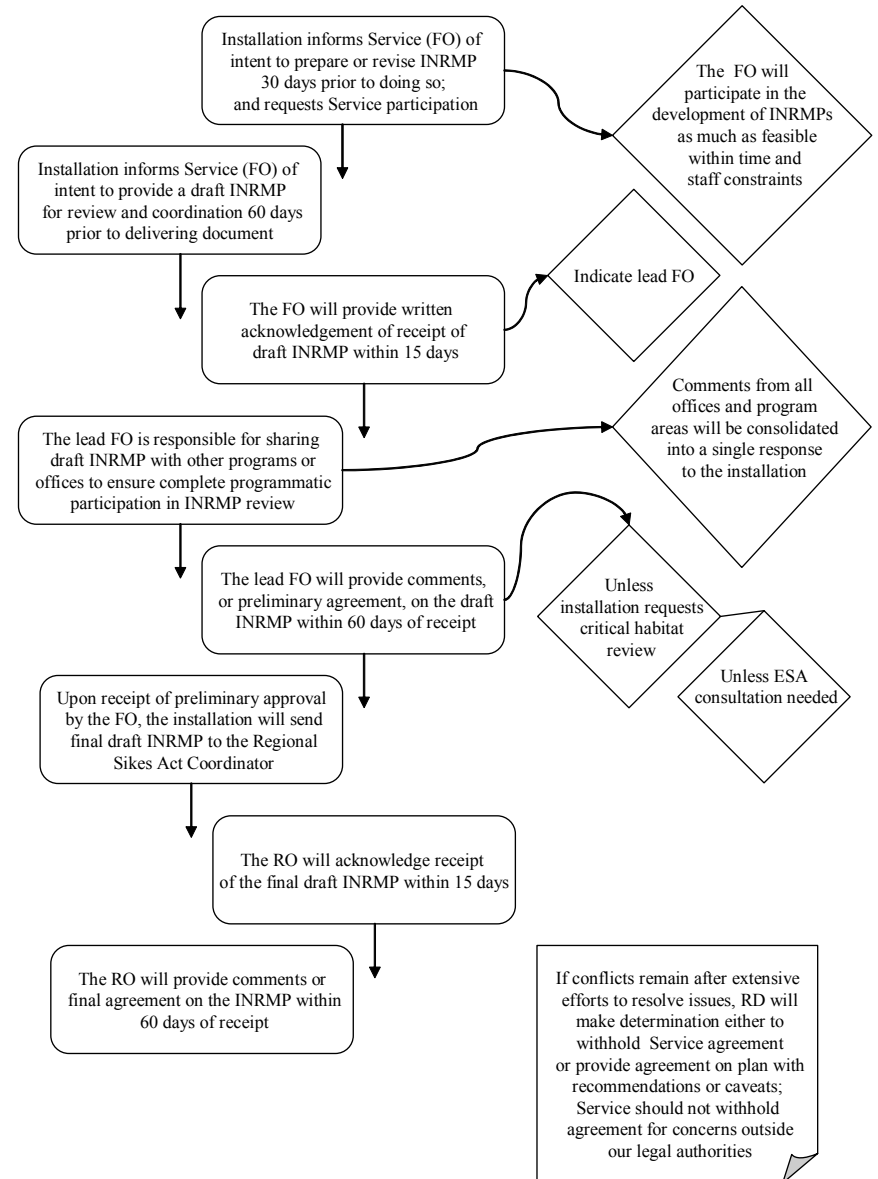 Installation informs Service (FO) of
intent to prepare or revise INRMP
30 days prior to doing so;
and requests Service participation
The FO will
participate in the
development of INRMPs
as much as feasible
within time and
staff constraints
Installation informs Service (FO) of
intent to provide a draft INRMP
for review and coordination 60 days
prior to delivering document
Indicate lead FO
The FO will provide written
acknowledgement of receipt of
draft INRMP within 15 days
Comments from all
offices and program
areas will be consolidated
into a single response
to the installation
The lead FO is responsible for sharing
draft INRMP with other programs or
offices to ensure complete programmatic
participation in INRMP review
The lead FO will provide comments,
or preliminary agreement, on the draft
INRMP within 60 days of receipt
Unless
installation requests
critical habitat
review
Unless ESA
consultation needed
Upon receipt of preliminary approval
by the FO, the installation will send
final draft INRMP to the Regional
Sikes Act Coordinator
The RO will acknowledge receipt
of the final draft INRMP within 15 days
The RO will provide comments or
final agreement on the INRMP within
60 days of receipt
If conflicts remain after extensive
efforts to resolve issues, RD will
make determination either to
withhold Service agreement
or provide agreement on plan with
recommendations or caveats;
Service should not withhold
agreement for concerns outside
our legal authorities